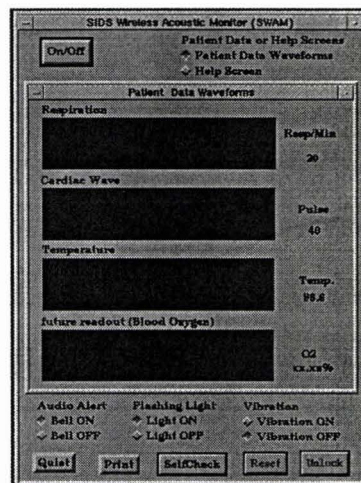 SIDS Wireless Acoustic Monitor (SWAM)
On/Off
Patient Data or Help Screens
Patient Data Waveforms
Help Screen
Patient Data Waveforms
Respiration
Resp/Min
20
Cardiac Wave
Pulse
40
Temperature
Temp.
98.6
future readout (Blood Oxygen)
O2
xx.xx%
Audio Alert Flashing Light Vibration
Bell ON Light ON Vibration ON
Bell OFF Light OFF Vibration OFF
Quiet Print SelfCheck Reset Unlock